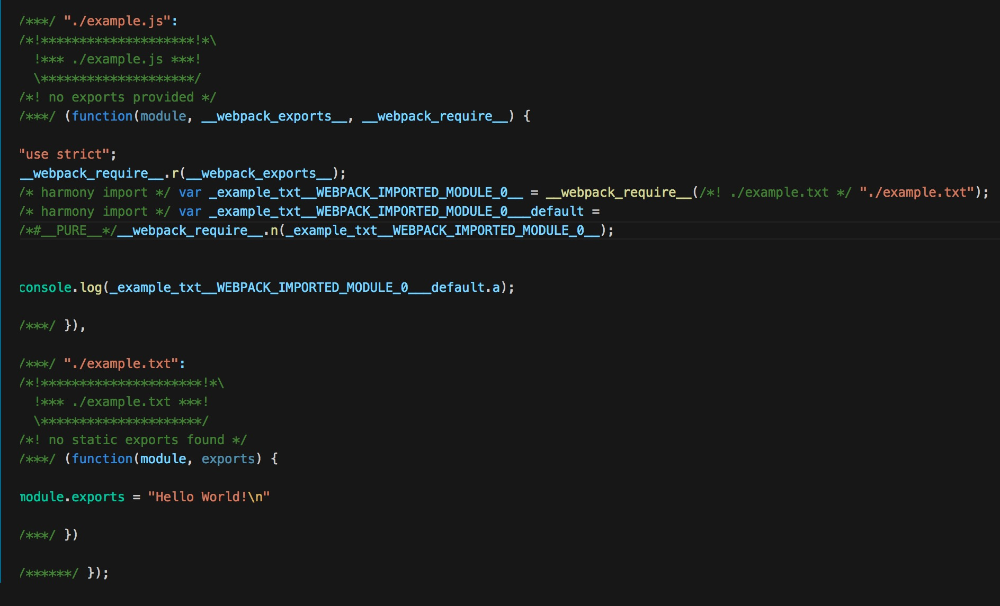 /***/ "./example.js":
/*!********************!*\
  !*** ./example.js ***!
  \********************/
/*! no exports provided */
/***/ (function(module, __webpack_exports__, __webpack_require__) {
"use strict";
__webpack_require__.r(__webpack_exports__);
/* harmony import */ var _example_txt__WEBPACK_IMPORTED_MODULE_0__ = __webpack_require__(/*! ./example.txt */ "./example.txt");
/* harmony import */ var _example_txt__WEBPACK_IMPORTED_MODULE_0___default =
/*#__PURE__*/__webpack_require__.n(_example_txt__WEBPACK_IMPORTED_MODULE_0__);
console.log(_example_txt__WEBPACK_IMPORTED_MODULE_0___default.a);
/***/ }),
/***/ "./example.txt":
/*!*********************!*\
  !*** ./example.txt ***!
  \*********************/
/*! no static exports found */
/***/ (function(module, exports) {
module.exports = "Hello World!\n"
/***/ })
/******/ });